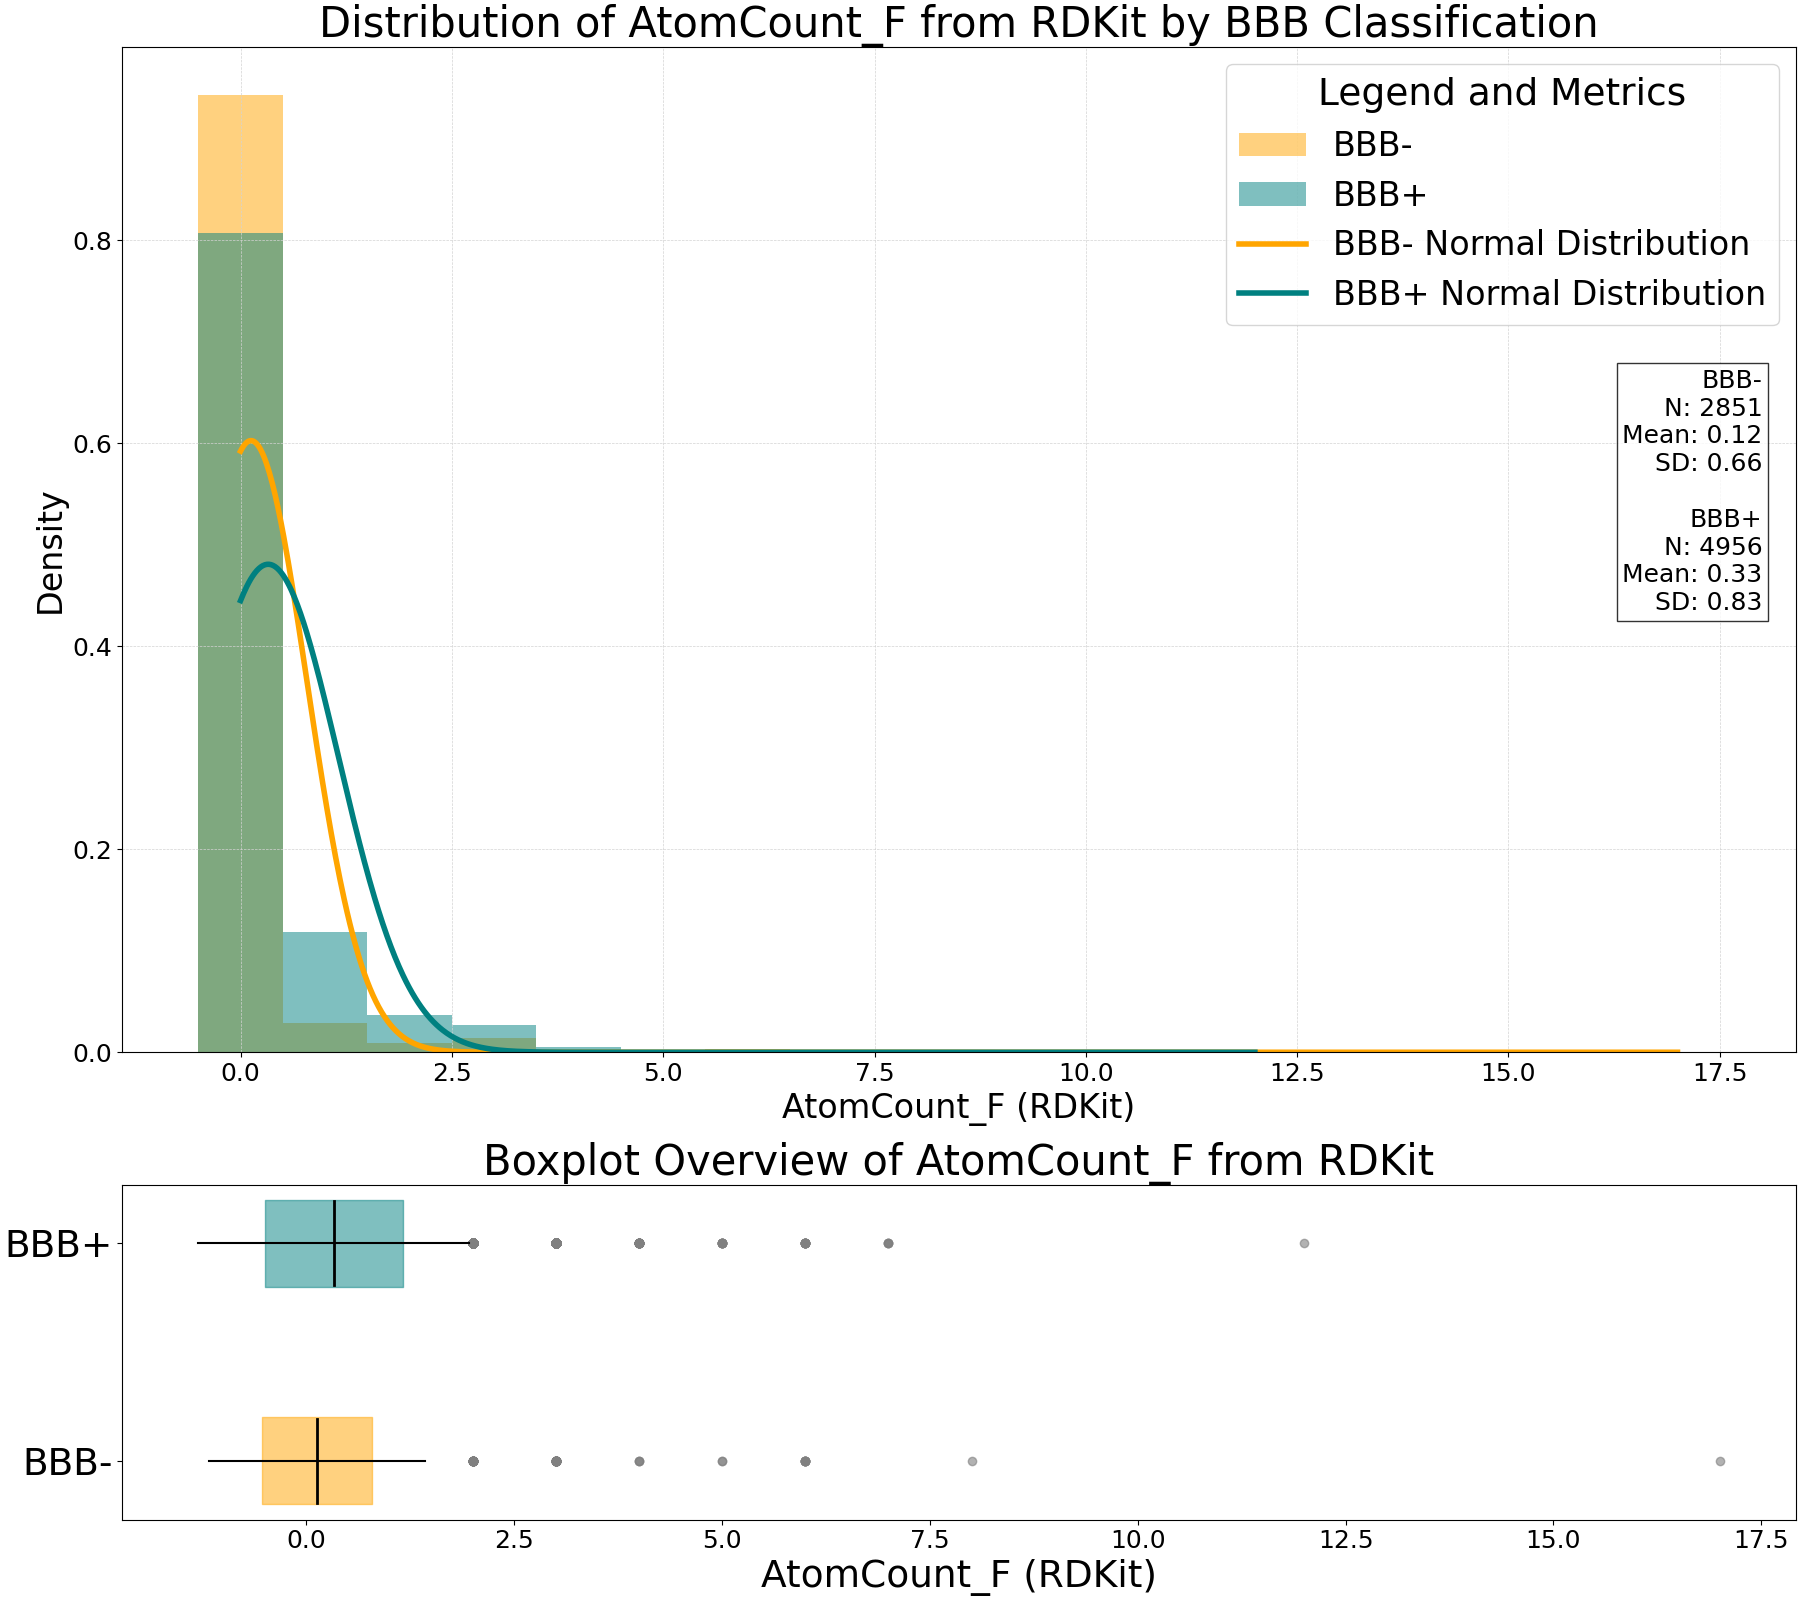 Distribution of AtomCount_F from RDKit by BBB Classification
Legend and Metrics
BBB-
BBB+
BBB- Normal Distribution
BBB+ Normal Distribution
BBB-
N: 2851
Mean: 0.12
SD: 0.66
BBB+
N: 4956
Mean: 0.33
SD: 0.83
Density
0.8
0.6
0.4
0.2
0.0
0.0 2.5 5.0 7.5 10.0 12.5 15.0 17.5
AtomCount_F (RDKit)
Boxplot Overview of AtomCount_F from RDKit
BBB+
BBB-
0.0 2.5 5.0 7.5 10.0 12.5 15.0 17.5
AtomCount_F (RDKit)